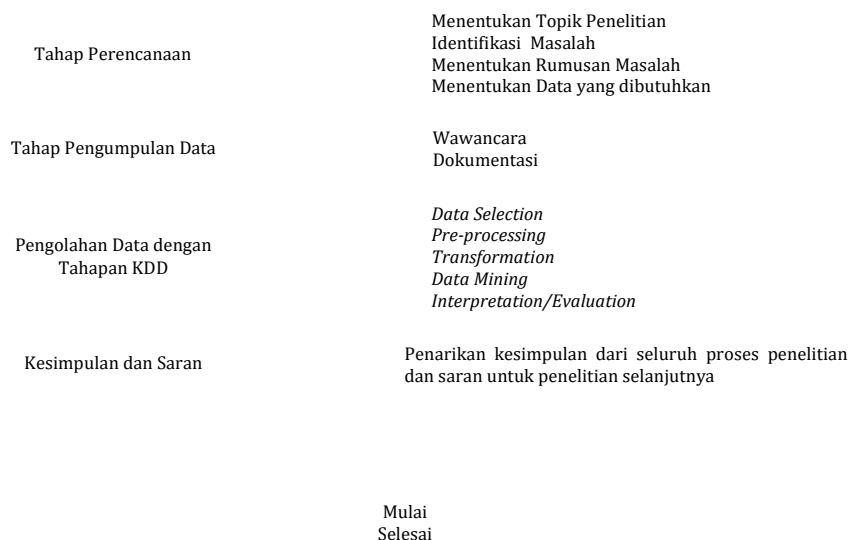 Tahap Perencanaan
Menentukan Topik Penelitian
Identifikasi Masalah
Menentukan Rumusan Masalah
Menentukan Data yang dibutuhkan
Tahap Pengumpulan Data
Wawancara
Dokumentasi
Pengolahan Data dengan
Tahapan KDD
Data Selection
Pre-processing
Transformation
Data Mining
Interpretation/Evaluation
Kesimpulan dan Saran
Penarikan kesimpulan dari seluruh proses penelitian
dan saran untuk penelitian selanjutnya
Mulai
Selesai